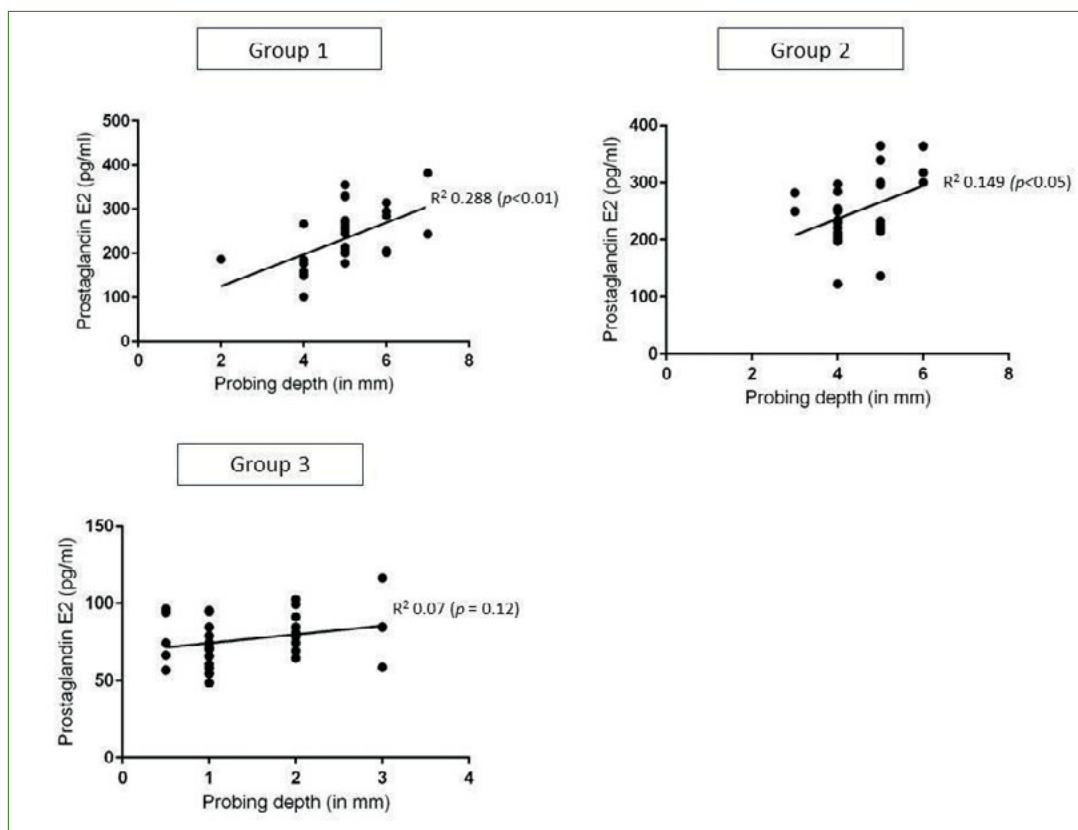 Group 1
500
400
300
200
100
0
0 2 4 6 8
Prostaglandin E2 (pg/ml)
Probing depth (in mm)
R² 0.288 (p<0.01)
Group 2
400
300
200
100
0
0 2 4 6 8
Prostaglandin E2 (pg/ml)
Probing depth (in mm)
R² 0.149 (p<0.05)
Group 3
150
100
50
0
0 1 2 3 4
Prostaglandin E2 (pg/ml)
Probing depth (in mm)
R² 0.07 (p = 0.12)